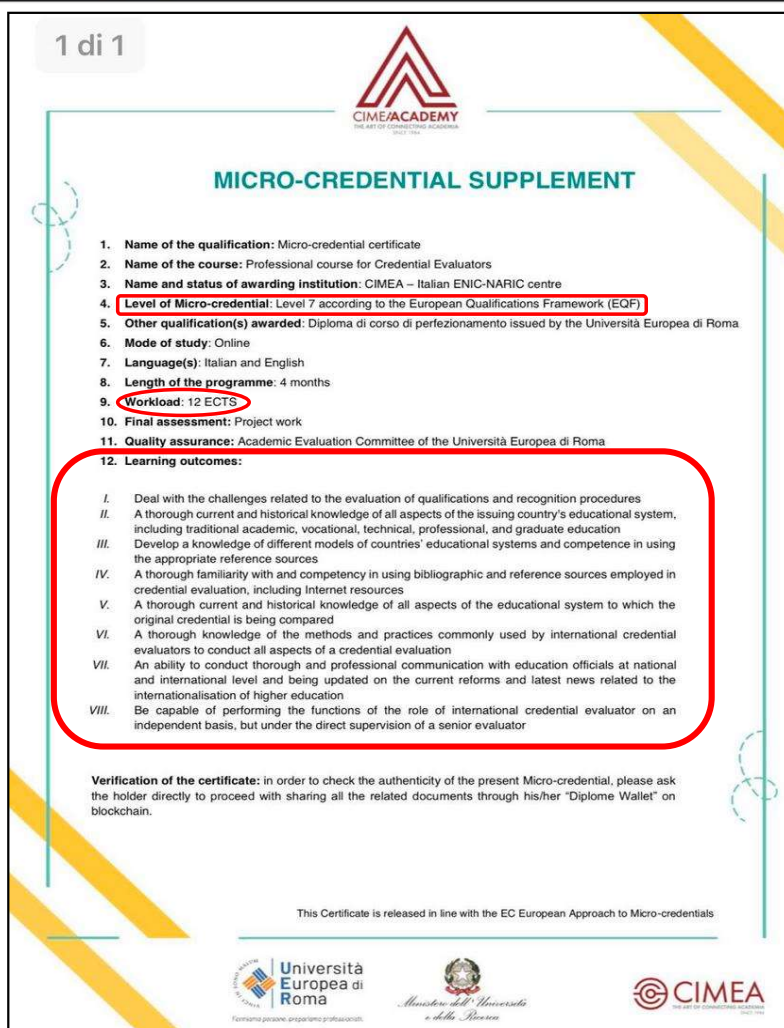 1 di 1
CIMEAACADEMY
THE ART OF CONNECTING ACADEMIA
SINCE 1984
MICRO-CREDENTIAL SUPPLEMENT
1. Name of the qualification: Micro-credential certificate
2. Name of the course: Professional course for Credential Evaluators
3. Name and status of awarding institution: CIMEA – Italian ENIC-NARIC centre
4. Level of Micro-credential: Level 7 according to the European Qualifications Framework (EQF)
5. Other qualification(s) awarded: Diploma di corso di perfezionamento issued by the Università Europea di Roma
6. Mode of study: Online
7. Language(s): Italian and English
8. Length of the programme: 4 months
9. Workload: 12 ECTS
10. Final assessment: Project work
11. Quality assurance: Academic Evaluation Committee of the Università Europea di Roma
12. Learning outcomes:
I. Deal with the challenges related to the evaluation of qualifications and recognition procedures
II. A thorough current and historical knowledge of all aspects of the issuing country's educational system,
including traditional academic, vocational, technical, professional, and graduate education
III. Develop a knowledge of different models of countries' educational systems and competence in using
the appropriate reference sources
IV. A thorough familiarity with and competency in using bibliographic and reference sources employed in
credential evaluation, including Internet resources
V. A thorough current and historical knowledge of all aspects of the educational system to which the
original credential is being compared
VI. A thorough knowledge of the methods and practices commonly used by international credential
evaluators to conduct all aspects of a credential evaluation
VII. An ability to conduct thorough and professional communication with education officials at national
and international level and being updated on the current reforms and latest news related to the
internationalisation of higher education
VIII. Be capable of performing the functions of the role of international credential evaluator on an
independent basis, but under the direct supervision of a senior evaluator
Verification of the certificate: in order to check the authenticity of the present Micro-credential, please ask
the holder directly to proceed with sharing all the related documents through his/her “Diplome Wallet” on
blockchain.
This Certificate is released in line with the EC European Approach to Micro-credentials
Università
Europea di
Roma
Formiamo persone, prepariamo professionisti.
Ministero dell'Università
e della Ricerca
CIMEA
THE ART OF CONNECTING ACADEMIA
SINCE 1984